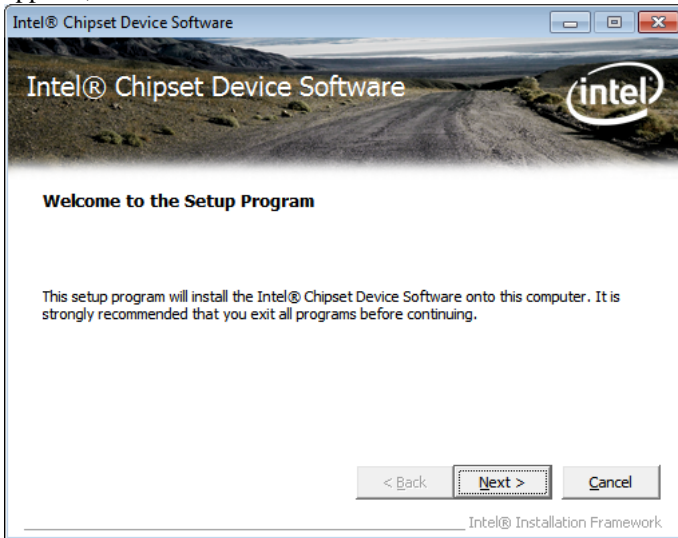 Intel® Chipset Device Software
Intel® Chipset Device Software
intel
Welcome to the Setup Program
This setup program will install the Intel® Chipset Device Software onto this computer. It is
strongly recommended that you exit all programs before continuing.
< Back Next > Cancel
Intel® Installation Framework